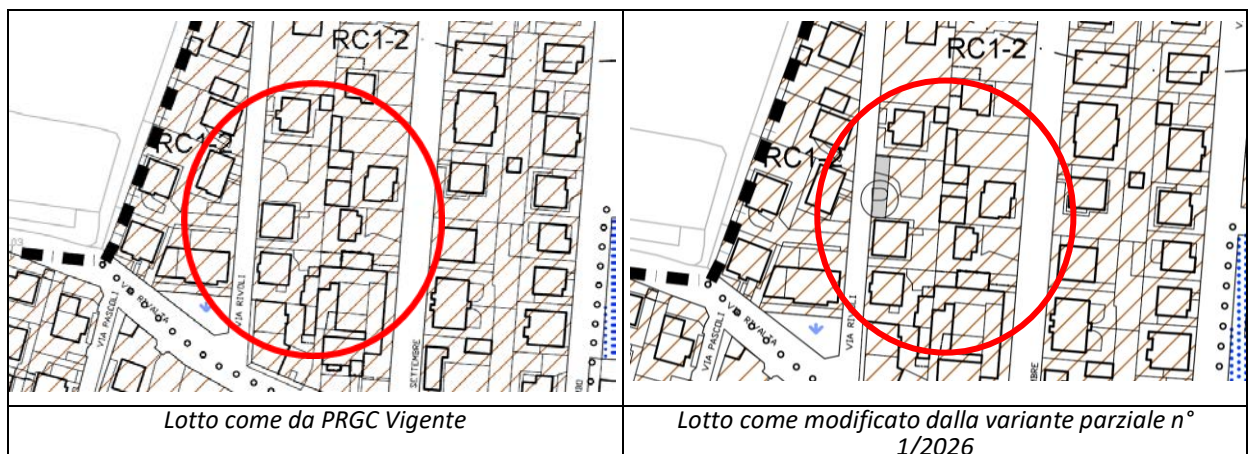 RC1-2
RC1-2
VIA RIVOLI
VIA RIVALTA
VIA PASCOLI
SETTEMBRE
Lotto come da PRGC Vigente
RC1-2
RC1-2
VIA
VIA RIVALTA
VIA PASCOLI
Lotto come modificato dalla variante parziale n°
1/2026